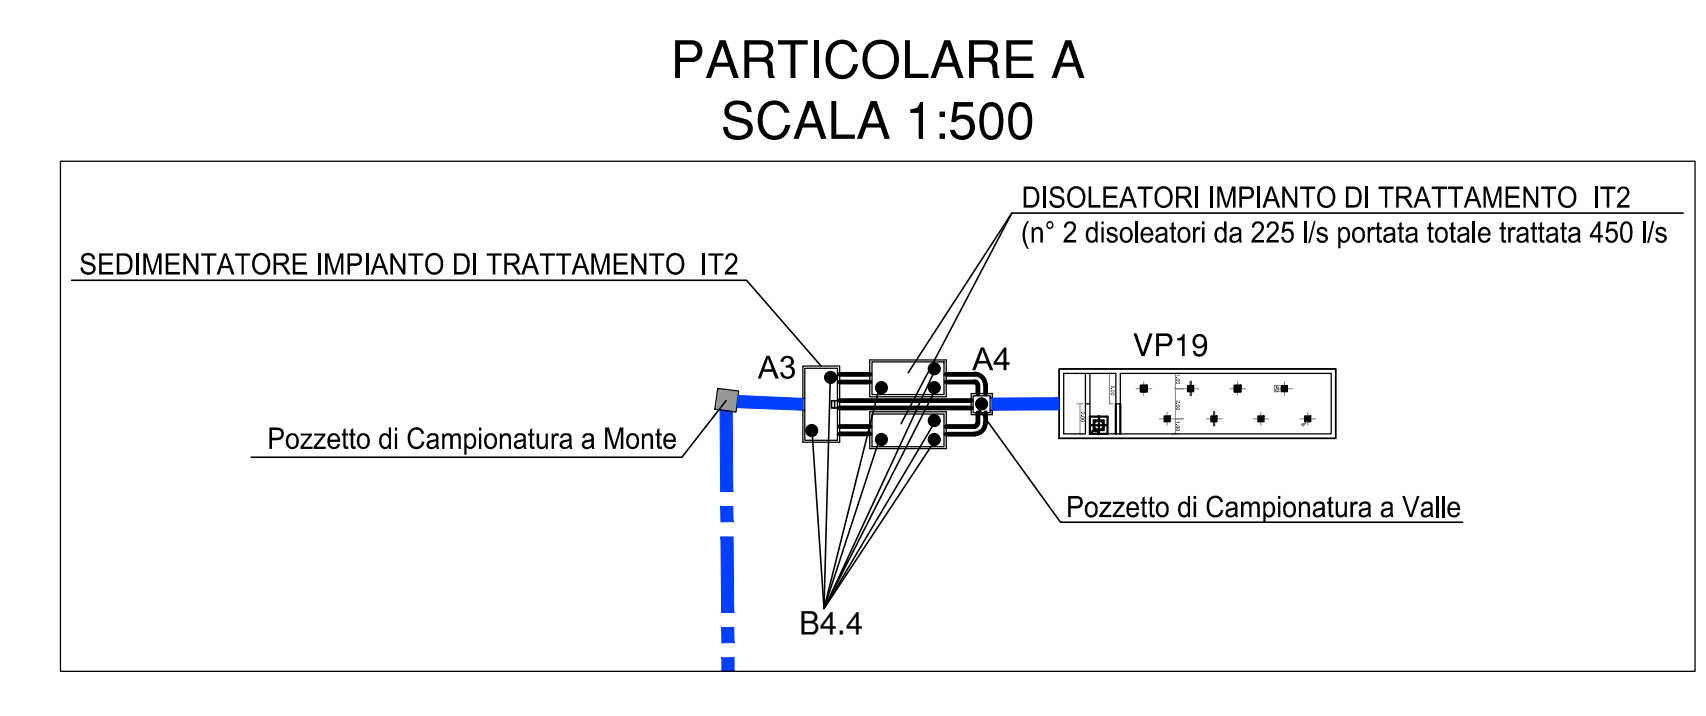 PARTICOLARE A
SCALA 1:500
DISOLEATORI IMPIANTO DI TRATTAMENTO IT2
(n° 2 disoleatori da 225 l/s portata totale trattata 450 l/s
SEDIMENTATORE IMPIANTO DI TRATTAMENTO IT2
VP19
A3
A4
Pozzetto di Campionatura a Monte
Pozzetto di Campionatura a Valle
B4.4